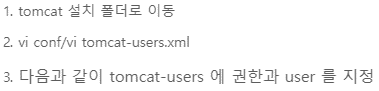 1. tomcat 설치 폴더로 이동
2. vi conf/vi tomcat-users.xml
3. 다음과 같이 tomcat-users 에 권한과 user 를 지정